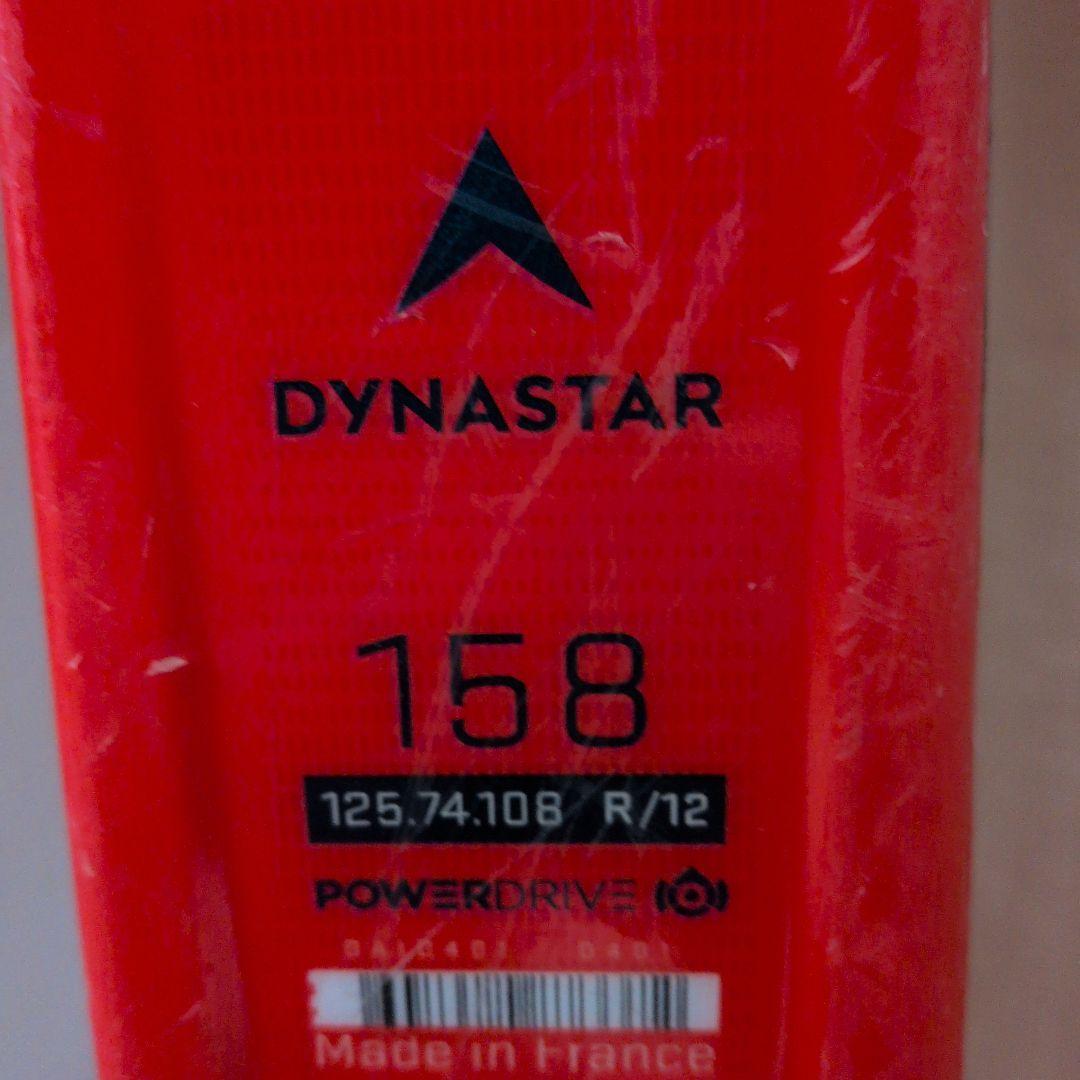 DYNASTAR
158
125.74.108 R/12
POWERDRIVE
Made in France